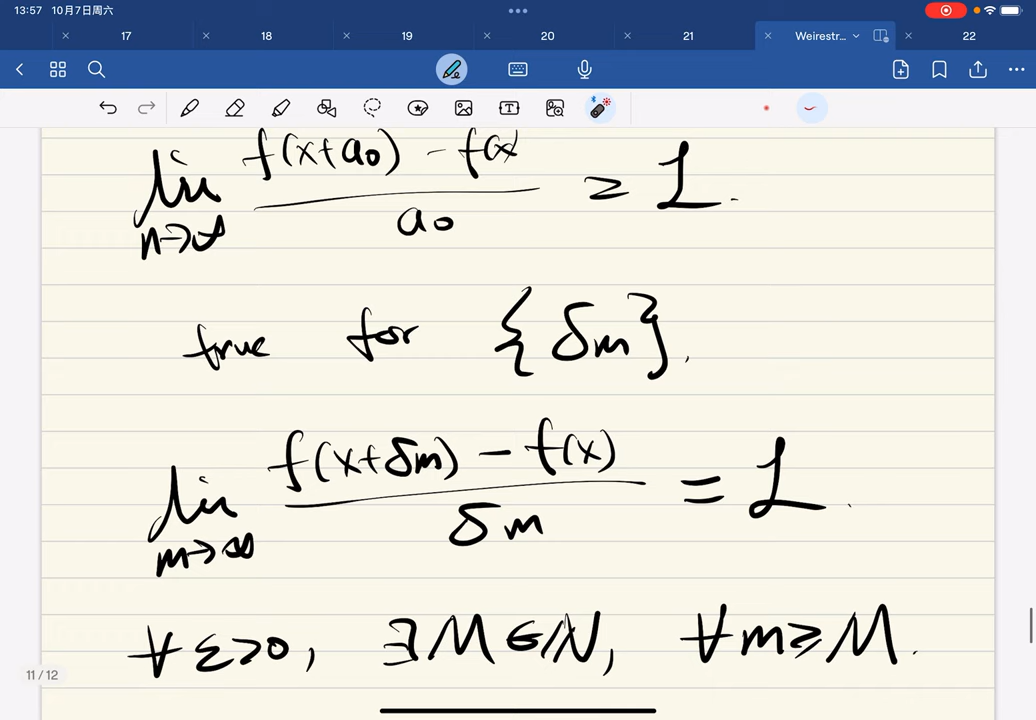 13:57 10月7日周六
17 18 19 20 21 Weirestr... 22
lim f(x+a0) - f(x)
n→∞ a0 = L.
true for {δm}.
lim f(x+δm) - f(x)
m→∞ δm = L.
∀ε>0, ∃M∈N, ∀m≥M.
11 / 12